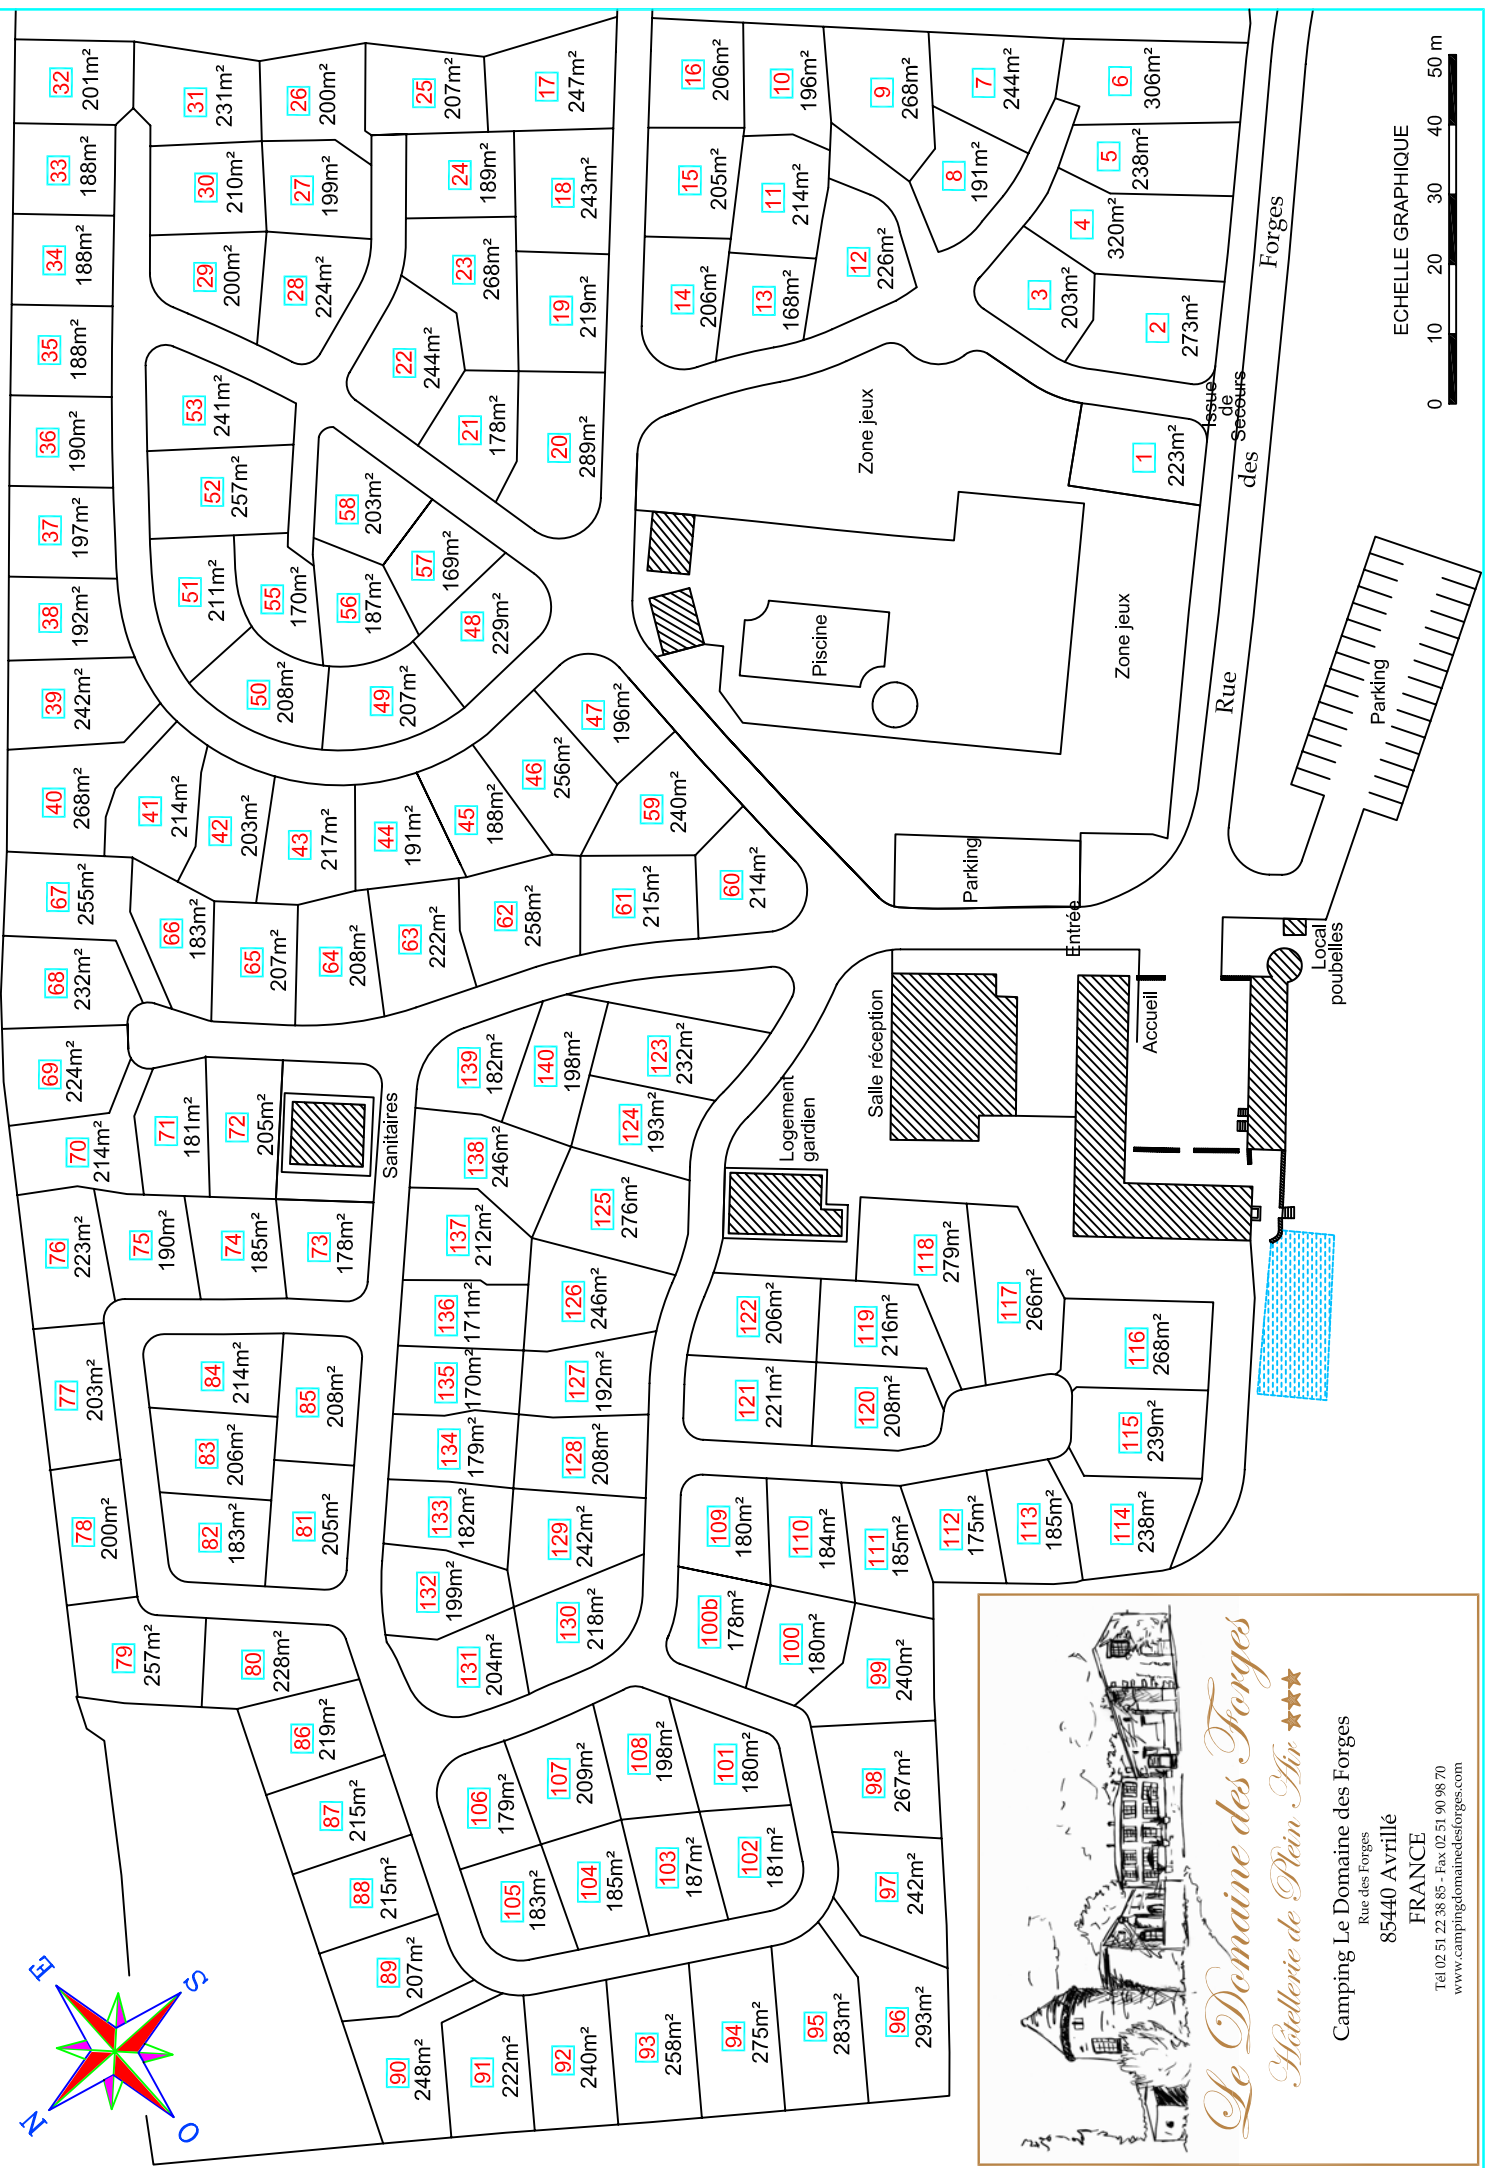 1
223m²
2
273m²
3
203m²
4
320m²
5
238m²
6
306m²
7
244m²
8
191m²
9
268m²
10
196m²
11
214m²
12
226m²
13
168m²
14
206m²
15
205m²
16
206m²
17
247m²
18
243m²
19
219m²
20
289m²
21
178m²
22
244m²
23
268m²
24
189m²
25
207m²
26
200m²
27
199m²
28
224m²
29
200m²
30
210m²
31
231m²
32
201m²
33
188m²
34
188m²
35
188m²
36
190m²
37
197m²
38
192m²
39
242m²
40
268m²
41
214m²
42
203m²
43
217m²
44
191m²
45
188m²
46
256m²
47
196m²
48
229m²
49
207m²
50
208m²
51
211m²
52
257m²
53
241m²
55
170m²
56
187m²
57
169m²
58
203m²
59
240m²
60
214m²
61
215m²
62
258m²
63
222m²
64
208m²
65
207m²
66
183m²
67
255m²
68
232m²
69
224m²
70
214m²
71
181m²
72
205m²
73
178m²
74
185m²
75
190m²
76
223m²
77
203m²
78
200m²
79
257m²
80
228m²
81
205m²
82
183m²
83
206m²
84
214m²
85
208m²
86
219m²
87
215m²
88
215m²
89
207m²
90
248m²
91
222m²
92
240m²
93
258m²
94
275m²
95
283m²
96
293m²
97
242m²
98
267m²
99
240m²
100
180m²
100b
178m²
101
180m²
102
181m²
103
187m²
104
185m²
105
183m²
106
179m²
107
209m²
108
198m²
109
180m²
110
184m²
111
185m²
112
175m²
113
185m²
114
238m²
115
239m²
116
268m²
117
266m²
118
279m²
119
216m²
120
208m²
121
221m²
122
206m²
123
232m²
124
193m²
125
276m²
126
246m²
127
192m²
128
208m²
129
242m²
130
218m²
131
204m²
132
199m²
133
182m²
134
179m²
135
170m²
136
171m²
137
212m²
138
246m²
139
182m²
140
198m²
Zone jeux
Zone jeux
Piscine
Parking
Parking
Entrée
Accueil
Salle réception
Logement
gardien
Sanitaires
Local
poubelles
Issue
de
Secours
Rue des Forges
ECHELLE GRAPHIQUE
0 10 20 30 40 50 m
N
E
S
O
Le Domaine des Forges
Hôtellerie de Plein Air
Camping Le Domaine des Forges
Rue des Forges
85440 Avrillé
FRANCE
Tél 02 51 22 38 85 - Fax 02 51 90 98 70
www.campingdomainedesforges.com